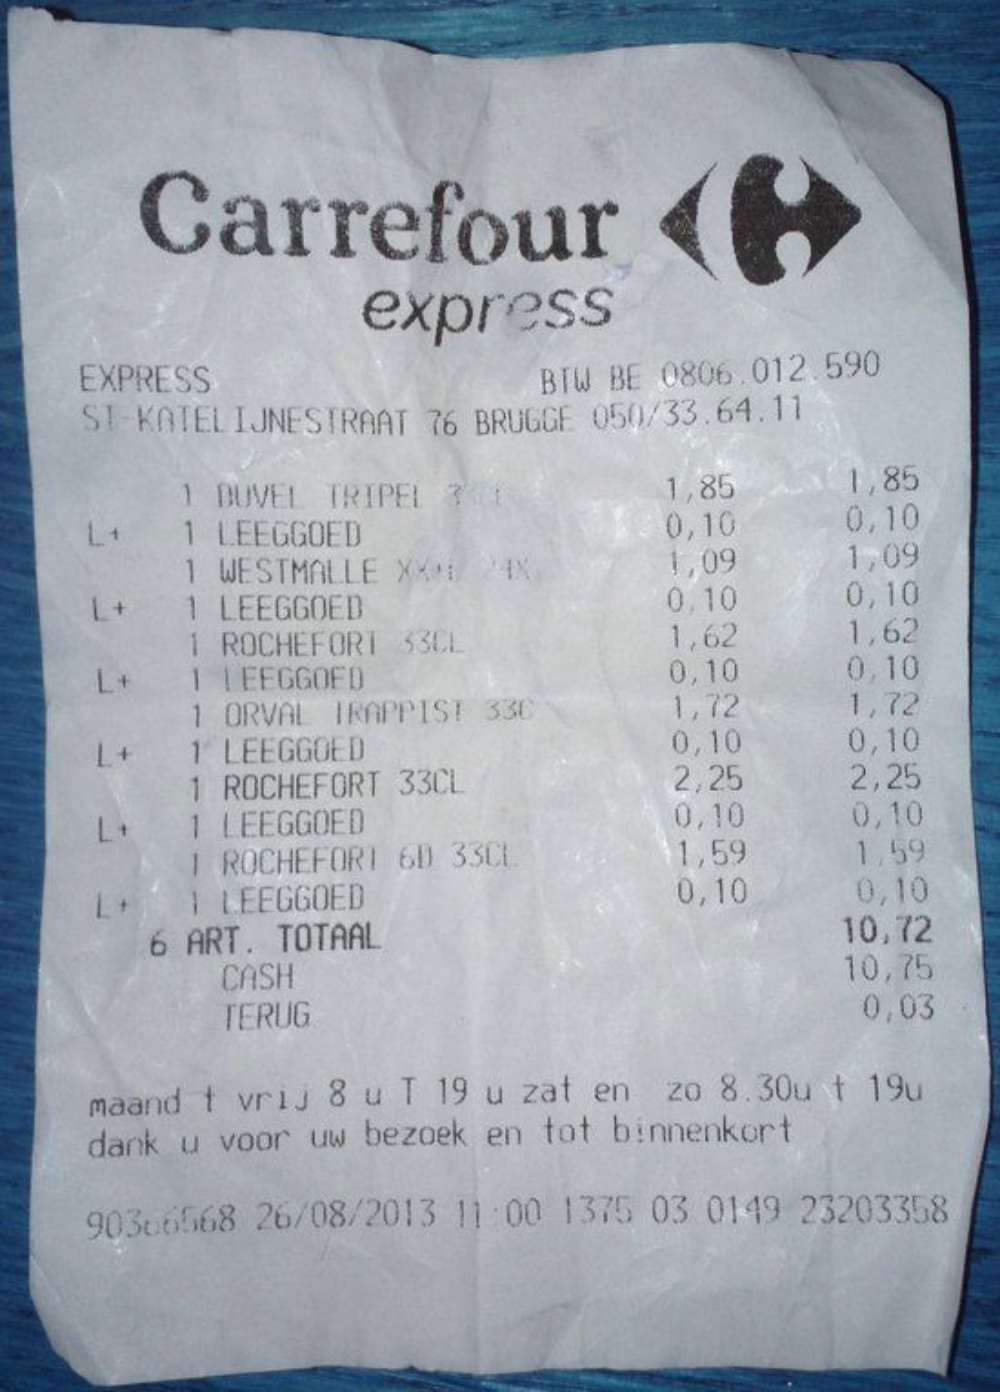 Carrefour
express
EXPRESS BTW BE 0806.012.590
ST-KATELIJNESTRAAT 76 BRUGGE 050/33.64.11
1 DUVEL TRIPEL 1,85 1,85
L+ 1 LEEGGOED 0,10 0,10
1 WESTMALLE 1,09 1,09
L+ 1 LEEGGOED 0,10 0,10
1 ROCHEFORT 33CL 1,62 1,62
L+ 1 LEEGGOED 0,10 0,10
1 ORVAL TRAPPIST 33C 1,72 1,72
L+ 1 LEEGGOED 0,10 0,10
1 ROCHEFORT 33CL 2,25 2,25
L+ 1 LEEGGOED 0,10 0,10
1 ROCHEFORT 6D 33CL 1,59 1,59
L+ 1 LEEGGOED 0,10 0,10
6 ART. TOTAAL 10,72
CASH 10,75
TERUG 0,03
maand t vrij 8 u T 19 u zat en zo 8.30u t 19u
dank u voor uw bezoek en tot binnenkort
26/08/2013 11:00 1375 03 0149 23203358